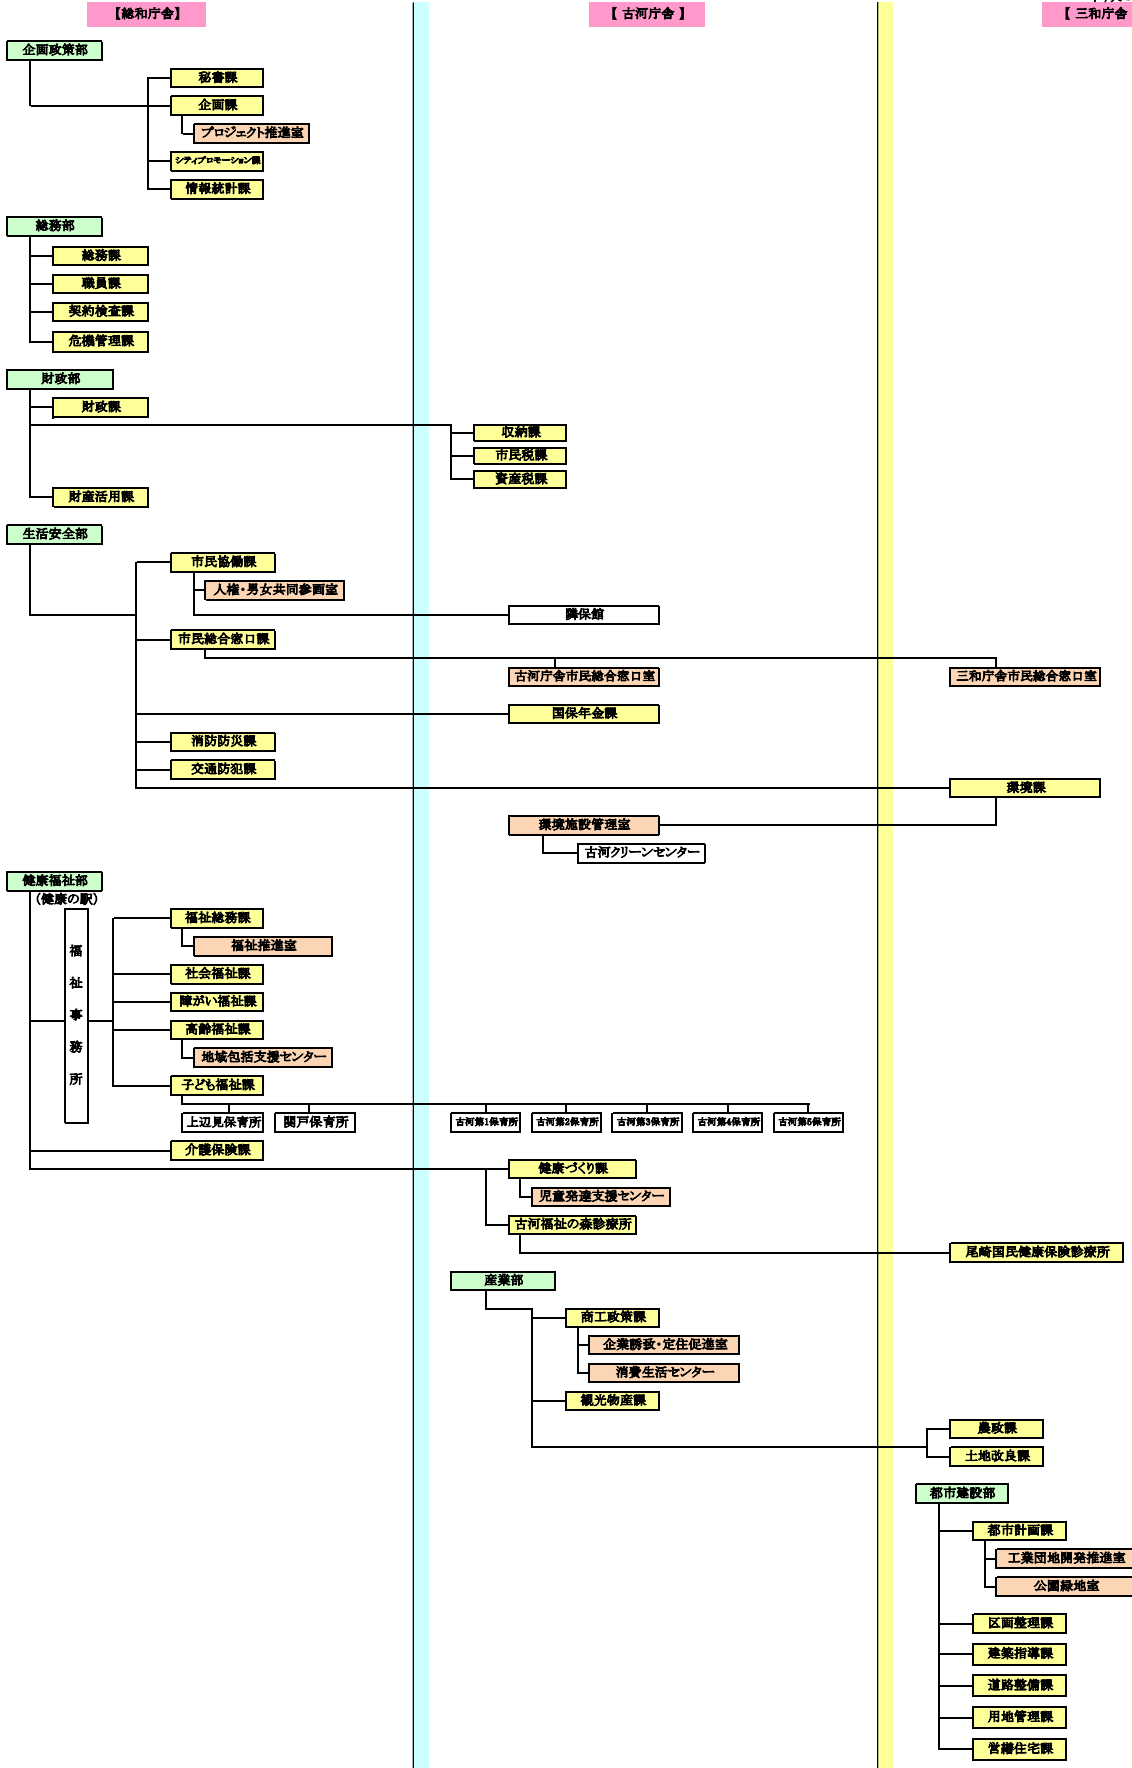 【総和庁舎】
【 古河庁舎 】
【 三和庁舎
企画政策部
秘書課
企画課
プロジェクト推進室
シティプロモーション課
情報統計課
総務部
総務課
職員課
契約検査課
危機管理課
財政部
財政課
収納課
市民税課
資産税課
財産活用課
生活安全部
市民協働課
人権・男女共同参画室
隣保館
市民総合窓口課
古河庁舎市民総合窓口室
三和庁舎市民総合窓口室
国保年金課
消防防災課
交通防犯課
環境課
環境施設管理室
古河クリーンセンター
健康福祉部
(健康の駅)
福祉事務所
福祉総務課
福祉推進室
社会福祉課
障がい福祉課
高齢福祉課
地域包括支援センター
子ども福祉課
上辺見保育所
関戸保育所
古河第1保育所
古河第2保育所
古河第3保育所
古河第4保育所
古河第5保育所
介護保険課
健康づくり課
児童発達支援センター
古河福祉の森診療所
尾崎国民健康保険診療所
産業部
商工政策課
企業誘致・定住促進室
消費生活センター
観光物産課
農政課
土地改良課
都市建設部
都市計画課
工業団地開発推進室
公園緑地室
区画整理課
建築指導課
道路整備課
用地管理課
営繕住宅課